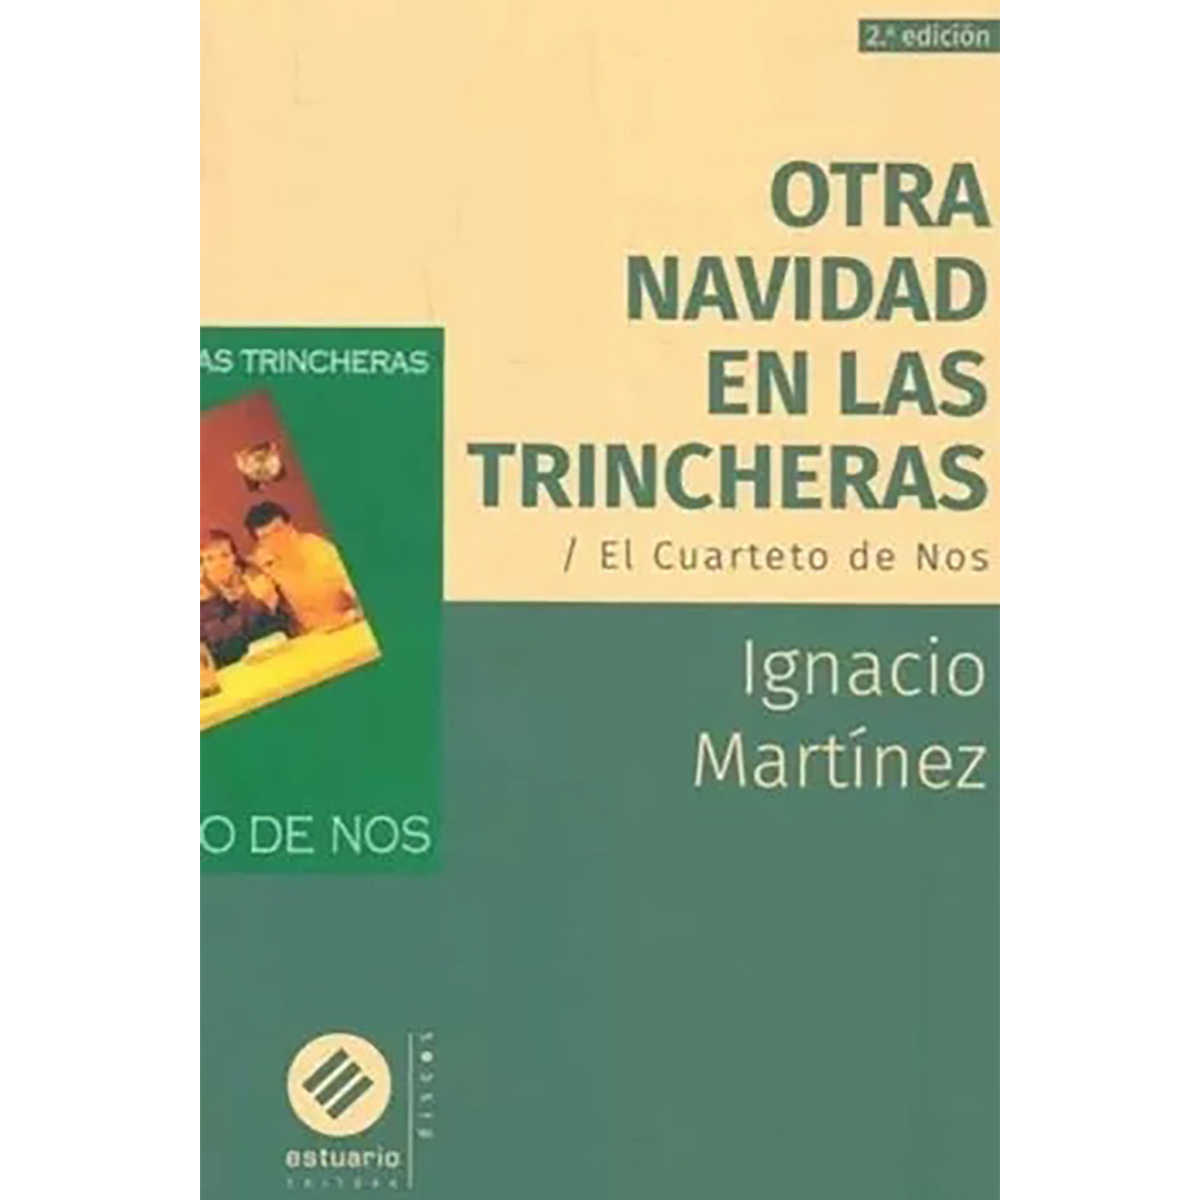 2.ª edición
OTRA
NAVIDAD
EN LAS
TRINCHERAS
/ El Cuarteto de Nos
AS TRINCHERAS
Ignacio
Martínez
O DE NOS
discos
estuario
EDITORA